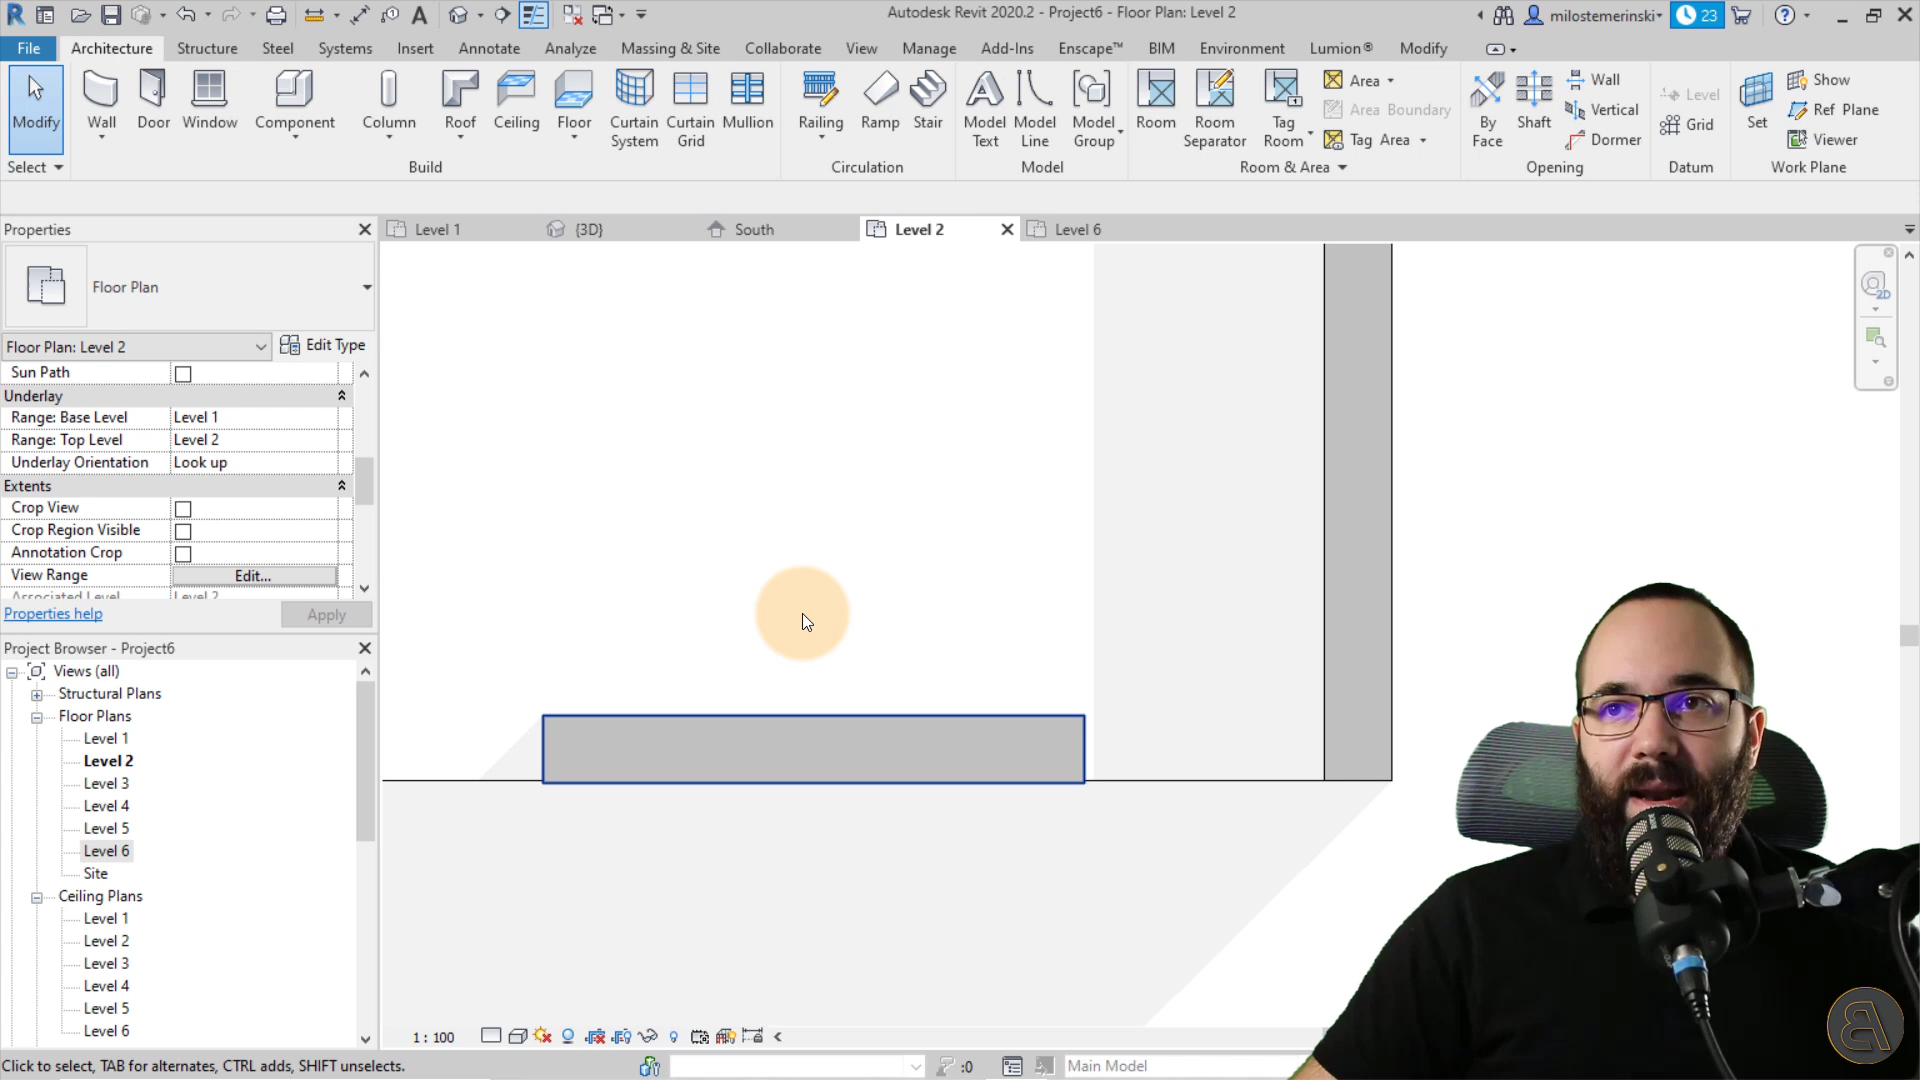 Autodesk Revit 2020.2 - Project6 - Floor Plan: Level 2
milostemerinski
23
File Architecture Structure Steel Systems Insert Annotate Analyze Massing & Site Collaborate View Manage Add-Ins Enscape™ BIM Environment Lumion® Modify
Modify
Wall
Door
Window
Component
Column
Roof
Ceiling
Floor
Curtain System
Curtain Grid
Mullion
Railing
Ramp
Stair
Model Text
Model Line
Model Group
Room
Room Separator
Tag Room
Area
Area Boundary
Tag Area
By Face
Shaft
Wall
Vertical
Dormer
Level
Grid
Set
Show
Ref Plane
Viewer
Select
Build
Circulation
Model
Room & Area
Opening
Datum
Work Plane
Properties
Level 1
{3D}
South
Level 2
Level 6
Floor Plan
Floor Plan: Level 2
Edit Type
Sun Path
Underlay
Range: Base Level Level 1
Range: Top Level Level 2
Underlay Orientation Look up
Extents
Crop View
Crop Region Visible
Annotation Crop
View Range Edit...
Associated Level Level 2
Properties help
Apply
2D
Project Browser - Project6
Views (all)
Structural Plans
Floor Plans
Level 1
Level 2
Level 3
Level 4
Level 5
Level 6
Site
Ceiling Plans
Level 1
Level 2
Level 3
Level 4
Level 5
Level 6
1 : 100
Click to select, TAB for alternates, CTRL adds, SHIFT unselects.
:0
Main Model